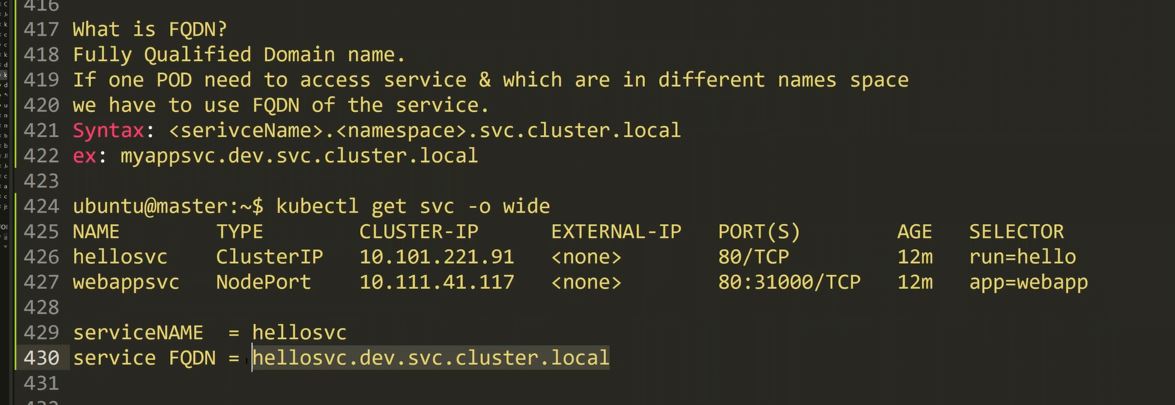 416
417 What is FQDN?
418 Fully Qualified Domain name.
419 If one POD need to access service & which are in different names space
420 we have to use FQDN of the service.
421 Syntax: <serivceName>.<namespace>.svc.cluster.local
422 ex: myappsvc.dev.svc.cluster.local
423
424 ubuntu@master:~$ kubectl get svc -o wide
425 NAME TYPE CLUSTER-IP EXTERNAL-IP PORT(S) AGE SELECTOR
426 hellosvc ClusterIP 10.101.221.91 <none> 80/TCP 12m run=hello
427 webappsvc NodePort 10.111.41.117 <none> 80:31000/TCP 12m app=webapp
428
429 serviceNAME = hellosvc
430 service FQDN = hellosvc.dev.svc.cluster.local
431